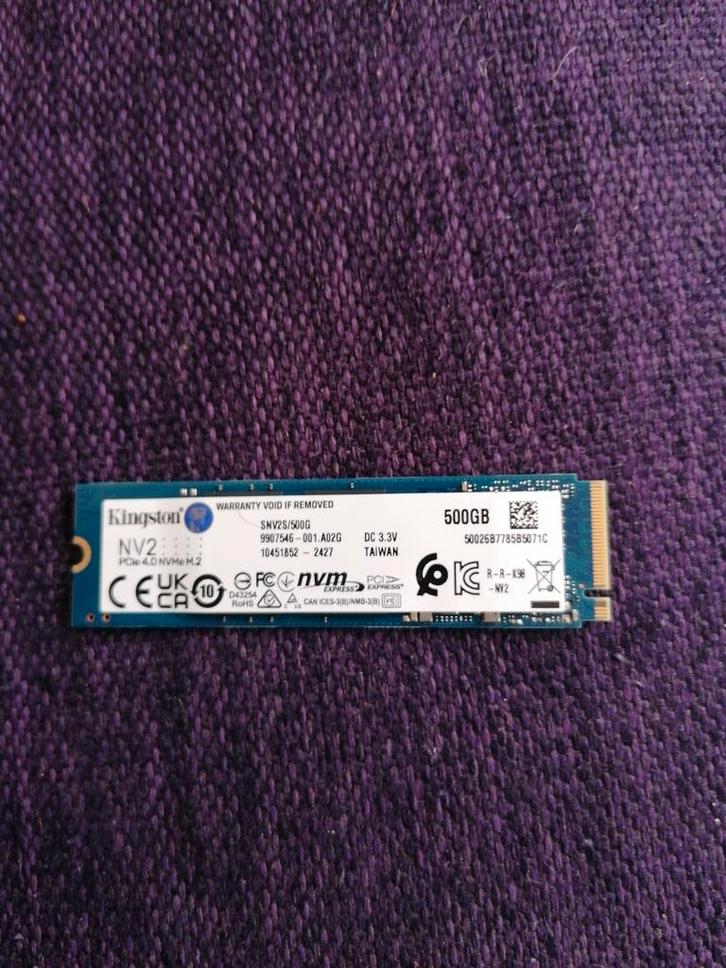 Kingston
WARRANTY VOID IF REMOVED
SNV2S/500G
9907546-001.A02G DC 3.3V
10451852 - 2427 TAIWAN
500GB
50026B7785B5071C
NV2
PCIe 4.0 NVMe M.2
CE UK CA 10
D43254
RoHS
FC
nvm
EXPRESS
PCI
EXPRESS
CAN ICES-3(B)/NMB-3(B)
R-R-K98
-NV2